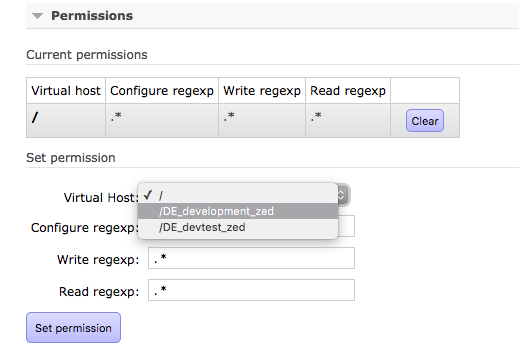 Permissions
Current permissions
Virtual host Configure regexp Write regexp Read regexp
/ .* .* .* Clear
Set permission
Virtual Host: ✓ /
/DE_development_zed
Configure regexp: /DE_devtest_zed
Write regexp: .*
Read regexp: .*
Set permission